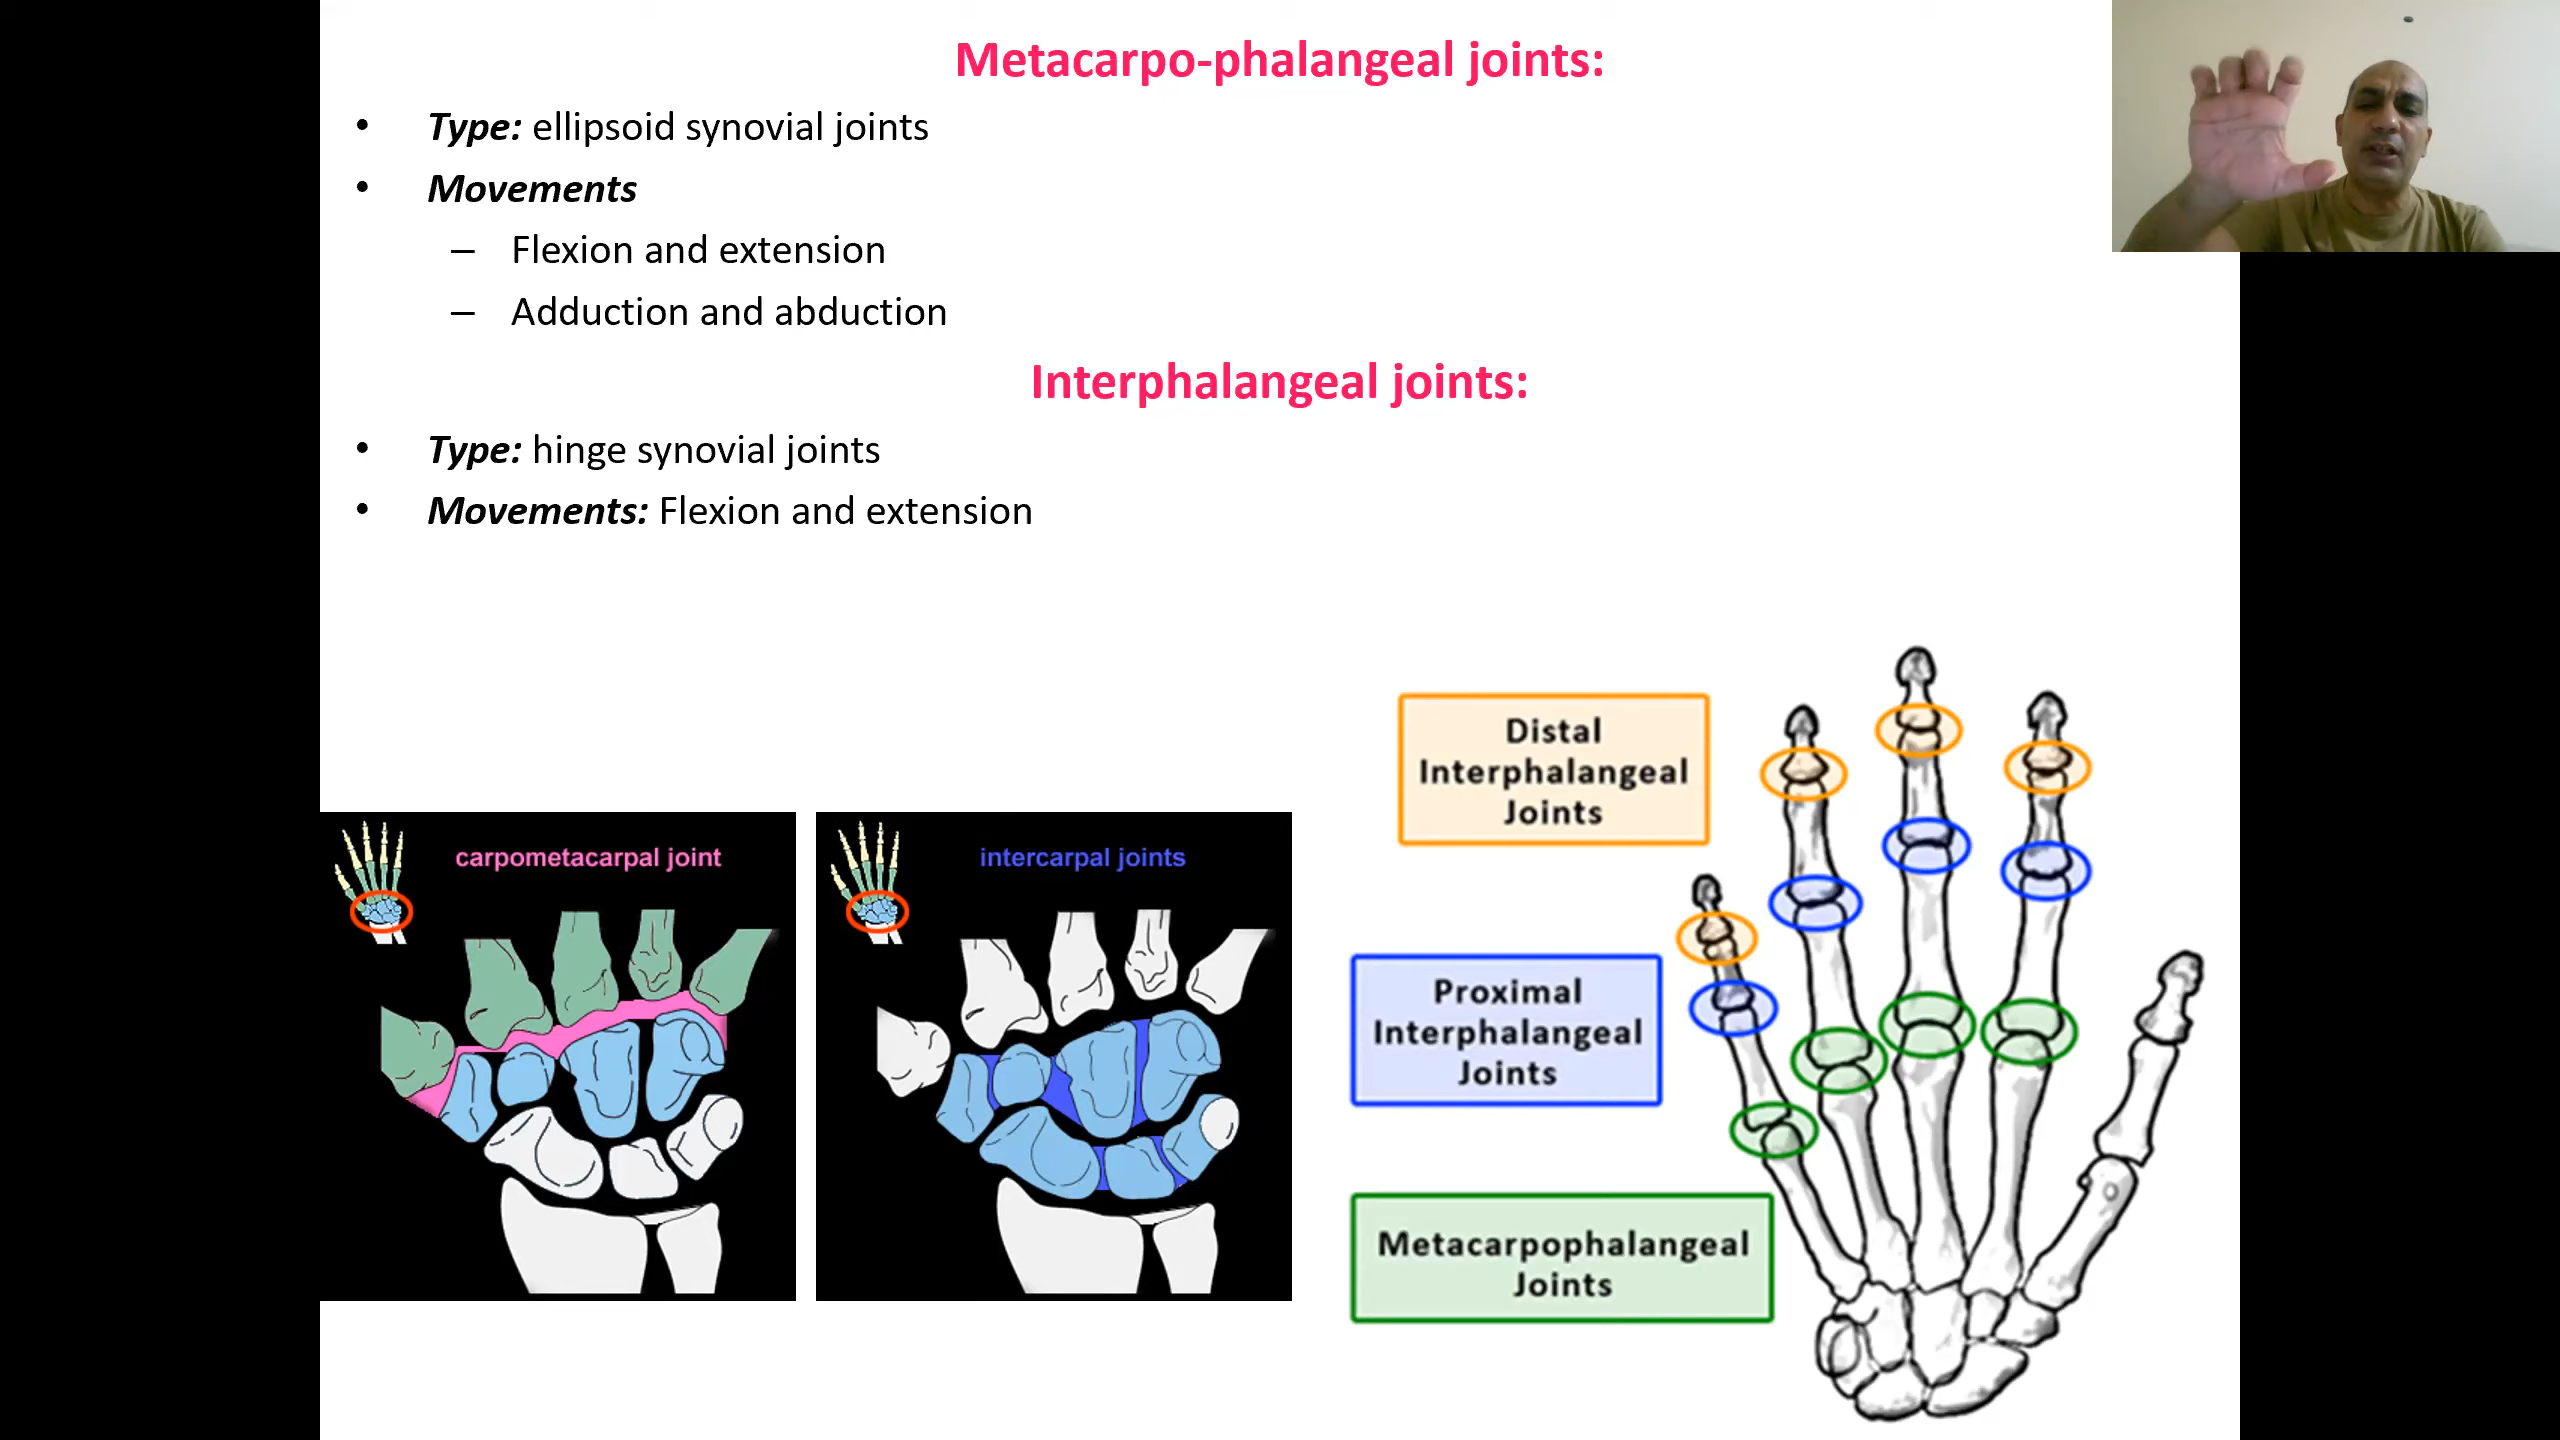 Metacarpo-phalangeal joints:
• Type: ellipsoid synovial joints
• Movements
– Flexion and extension
– Adduction and abduction
Interphalangeal joints:
• Type: hinge synovial joints
• Movements: Flexion and extension
carpometacarpal joint
intercarpal joints
Distal
Interphalangeal
Joints
Proximal
Interphalangeal
Joints
Metacarpophalangeal
Joints